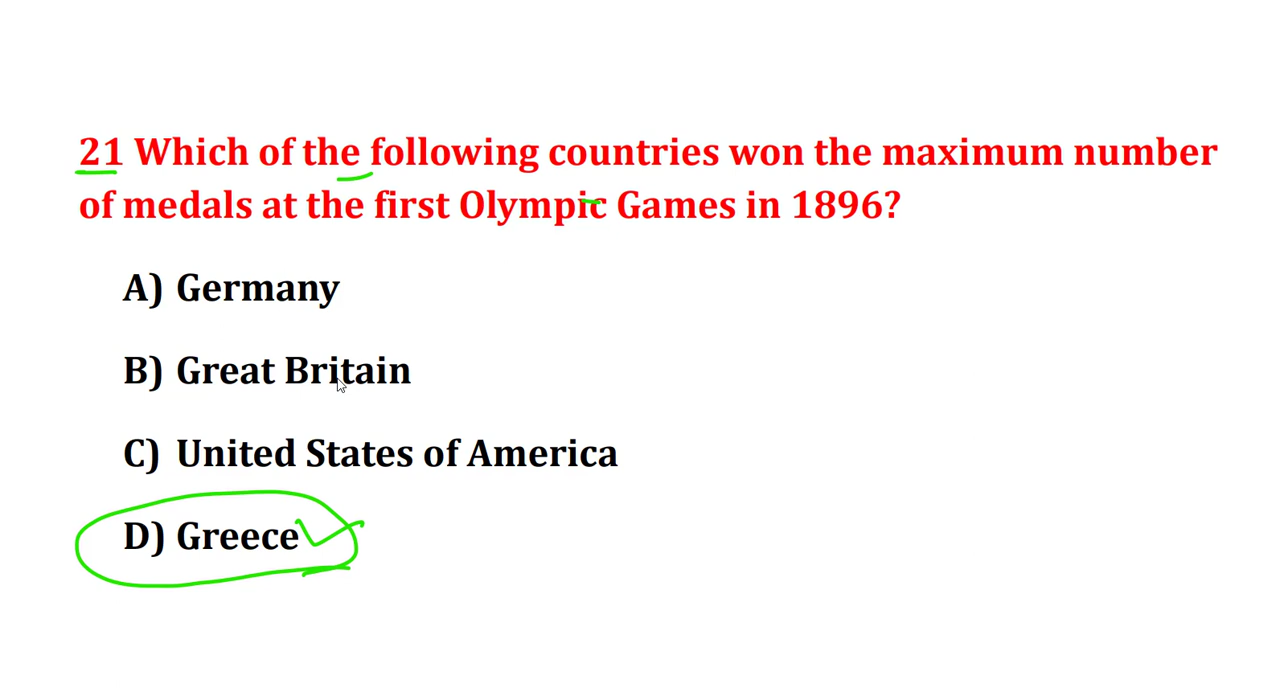 21 Which of the following countries won the maximum number
of medals at the first Olympic Games in 1896?
A) Germany
B) Great Britain
C) United States of America
D) Greece